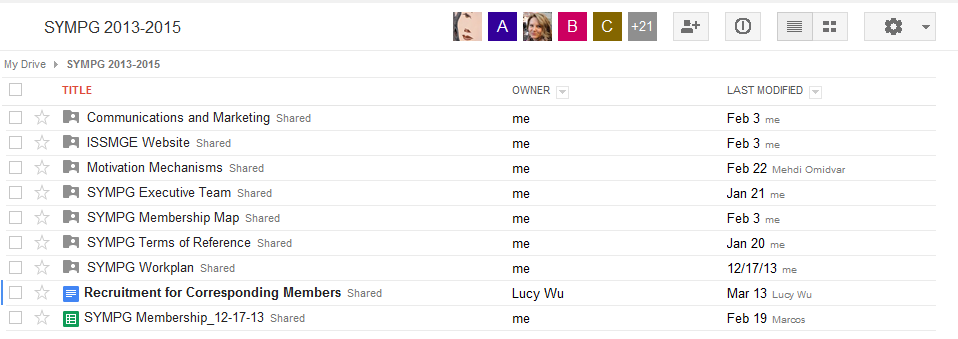 SYMPG 2013-2015 A B C +21
My Drive SYMPG 2013-2015
TITLE OWNER LAST MODIFIED
Communications and Marketing Shared me Feb 3 me
ISSMGE Website Shared me Feb 3 me
Motivation Mechanisms Shared me Feb 22 Mehdi Omidvar
SYMPG Executive Team Shared me Jan 21 me
SYMPG Membership Map Shared me Feb 3 me
SYMPG Terms of Reference Shared me Jan 20 me
SYMPG Workplan Shared me 12/17/13 me
Recruitment for Corresponding Members Shared Lucy Wu Mar 13 Lucy Wu
SYMPG Membership_12-17-13 Shared me Feb 19 Marcos